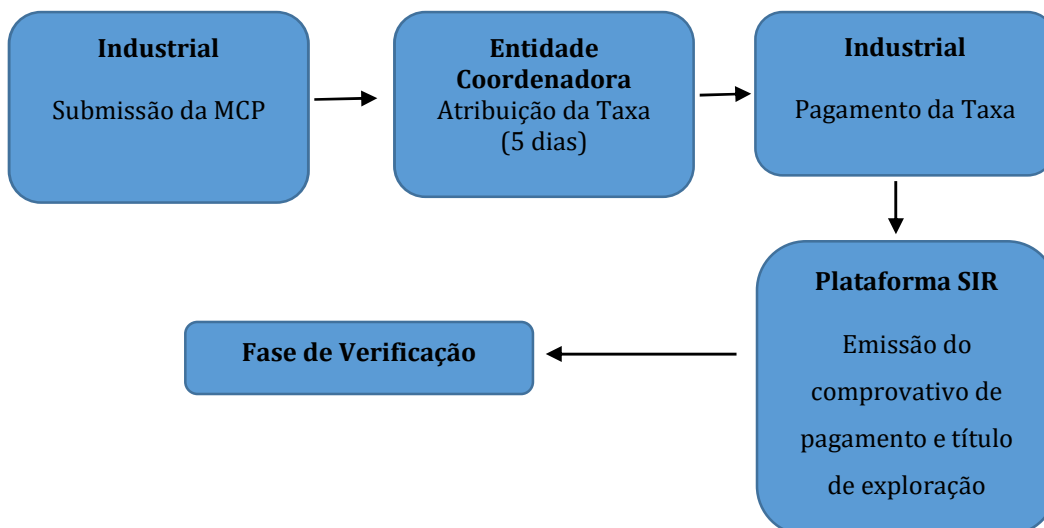 Industrial
Submissão da MCP
Entidade
Coordenadora
Atribuição da Taxa
(5 dias)
Industrial
Pagamento da Taxa
Plataforma SIR
Emissão do
comprovativo de
pagamento e título
de exploração
Fase de Verificação